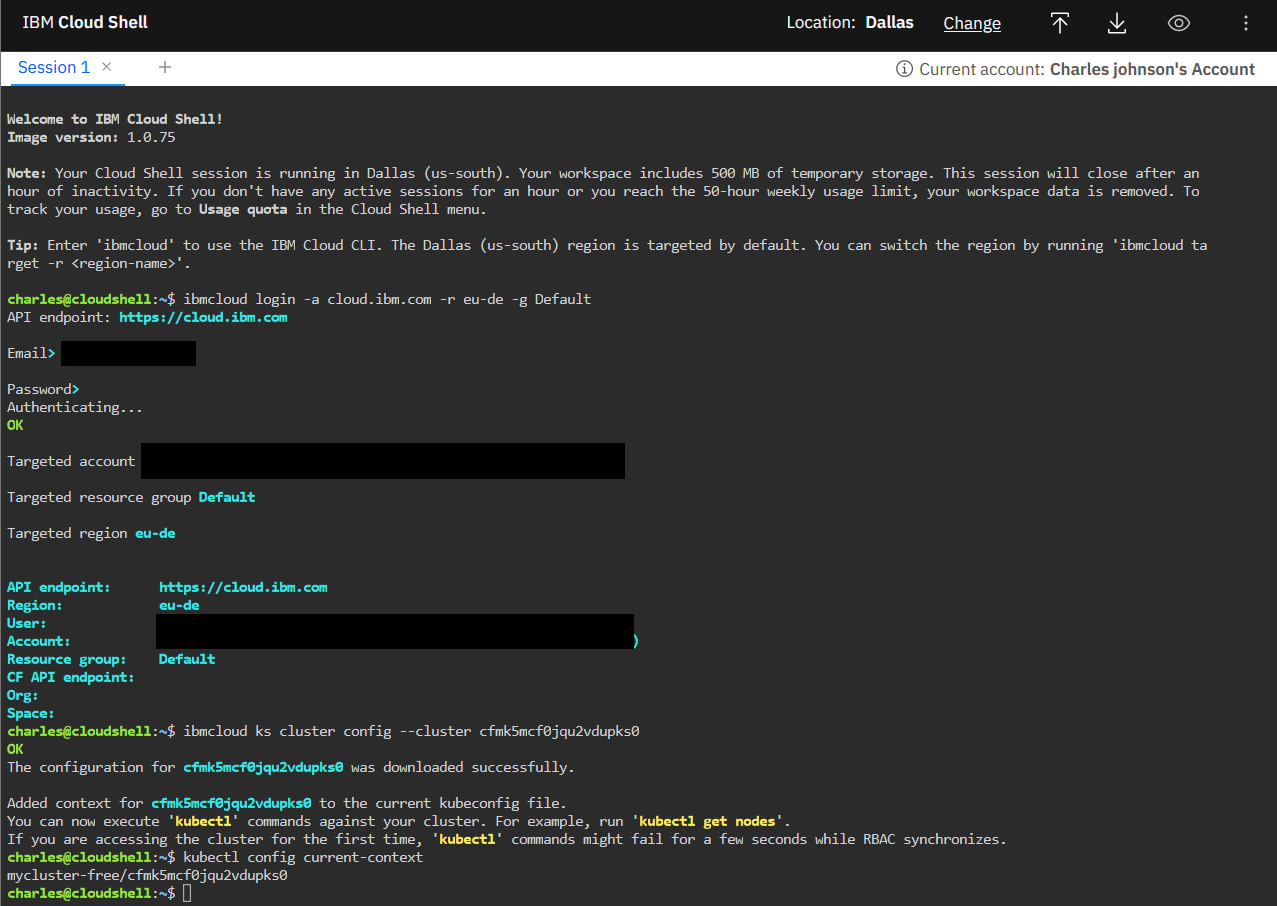 IBM Cloud Shell
Location: Dallas Change
Session 1 × +
Current account: Charles johnson's Account
Welcome to IBM Cloud Shell!
Image version: 1.0.75
Note: Your Cloud Shell session is running in Dallas (us-south). Your workspace includes 500 MB of temporary storage. This session will close after an
hour of inactivity. If you don't have any active sessions for an hour or you reach the 50-hour weekly usage limit, your workspace data is removed. To
track your usage, go to Usage quota in the Cloud Shell menu.
Tip: Enter 'ibmcloud' to use the IBM Cloud CLI. The Dallas (us-south) region is targeted by default. You can switch the region by running 'ibmcloud ta
rget -r <region-name>'.
charles@cloudshell:~$ ibmcloud login -a cloud.ibm.com -r eu-de -g Default
API endpoint: https://cloud.ibm.com
Email>
Password>
Authenticating...
OK
Targeted account
Targeted resource group Default
Targeted region eu-de
API endpoint: https://cloud.ibm.com
Region: eu-de
User:
Account: )
Resource group: Default
CF API endpoint:
Org:
Space:
charles@cloudshell:~$ ibmcloud ks cluster config --cluster cfmk5mcf0jqu2vdupks0
OK
The configuration for cfmk5mcf0jqu2vdupks0 was downloaded successfully.
Added context for cfmk5mcf0jqu2vdupks0 to the current kubeconfig file.
You can now execute 'kubectl' commands against your cluster. For example, run 'kubectl get nodes'.
If you are accessing the cluster for the first time, 'kubectl' commands might fail for a few seconds while RBAC synchronizes.
charles@cloudshell:~$ kubectl config current-context
mycluster-free/cfmk5mcf0jqu2vdupks0
charles@cloudshell:~$